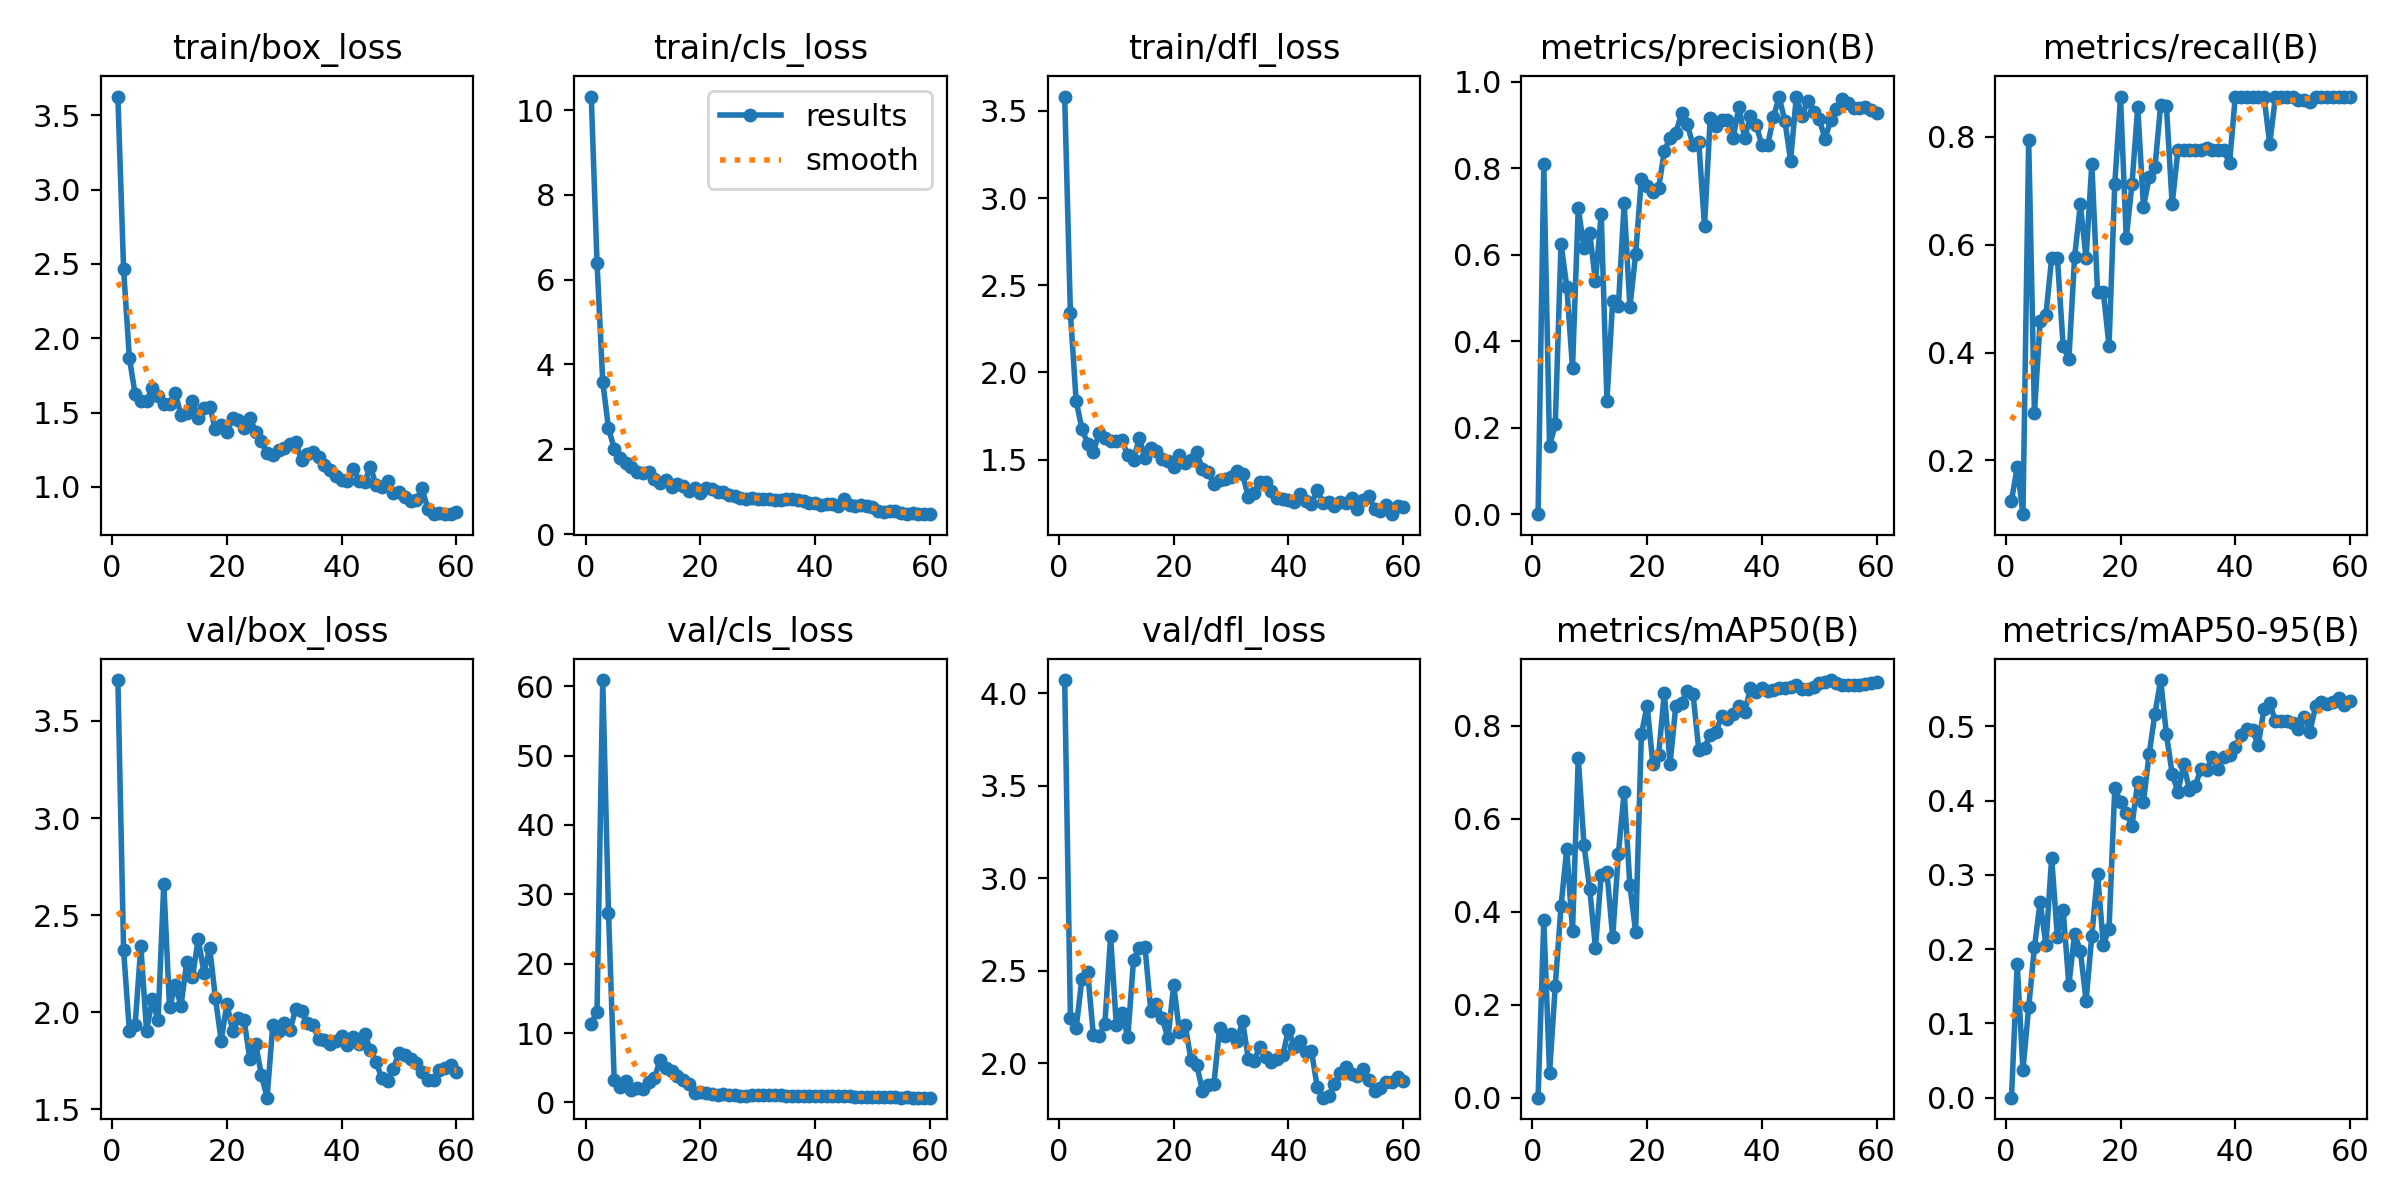 train/box_loss
3.5
3.0
2.5
2.0
1.5
1.0
0 20 40 60
train/cls_loss
results
smooth
10
8
6
4
2
0
0 20 40 60
train/dfl_loss
3.5
3.0
2.5
2.0
1.5
0 20 40 60
metrics/precision(B)
1.0
0.8
0.6
0.4
0.2
0.0
0 20 40 60
metrics/recall(B)
0.8
0.6
0.4
0.2
0 20 40 60
val/box_loss
3.5
3.0
2.5
2.0
1.5
0 20 40 60
val/cls_loss
60
50
40
30
20
10
0
0 20 40 60
val/dfl_loss
4.0
3.5
3.0
2.5
2.0
0 20 40 60
metrics/mAP50(B)
0.8
0.6
0.4
0.2
0.0
0 20 40 60
metrics/mAP50-95(B)
0.5
0.4
0.3
0.2
0.1
0.0
0 20 40 60